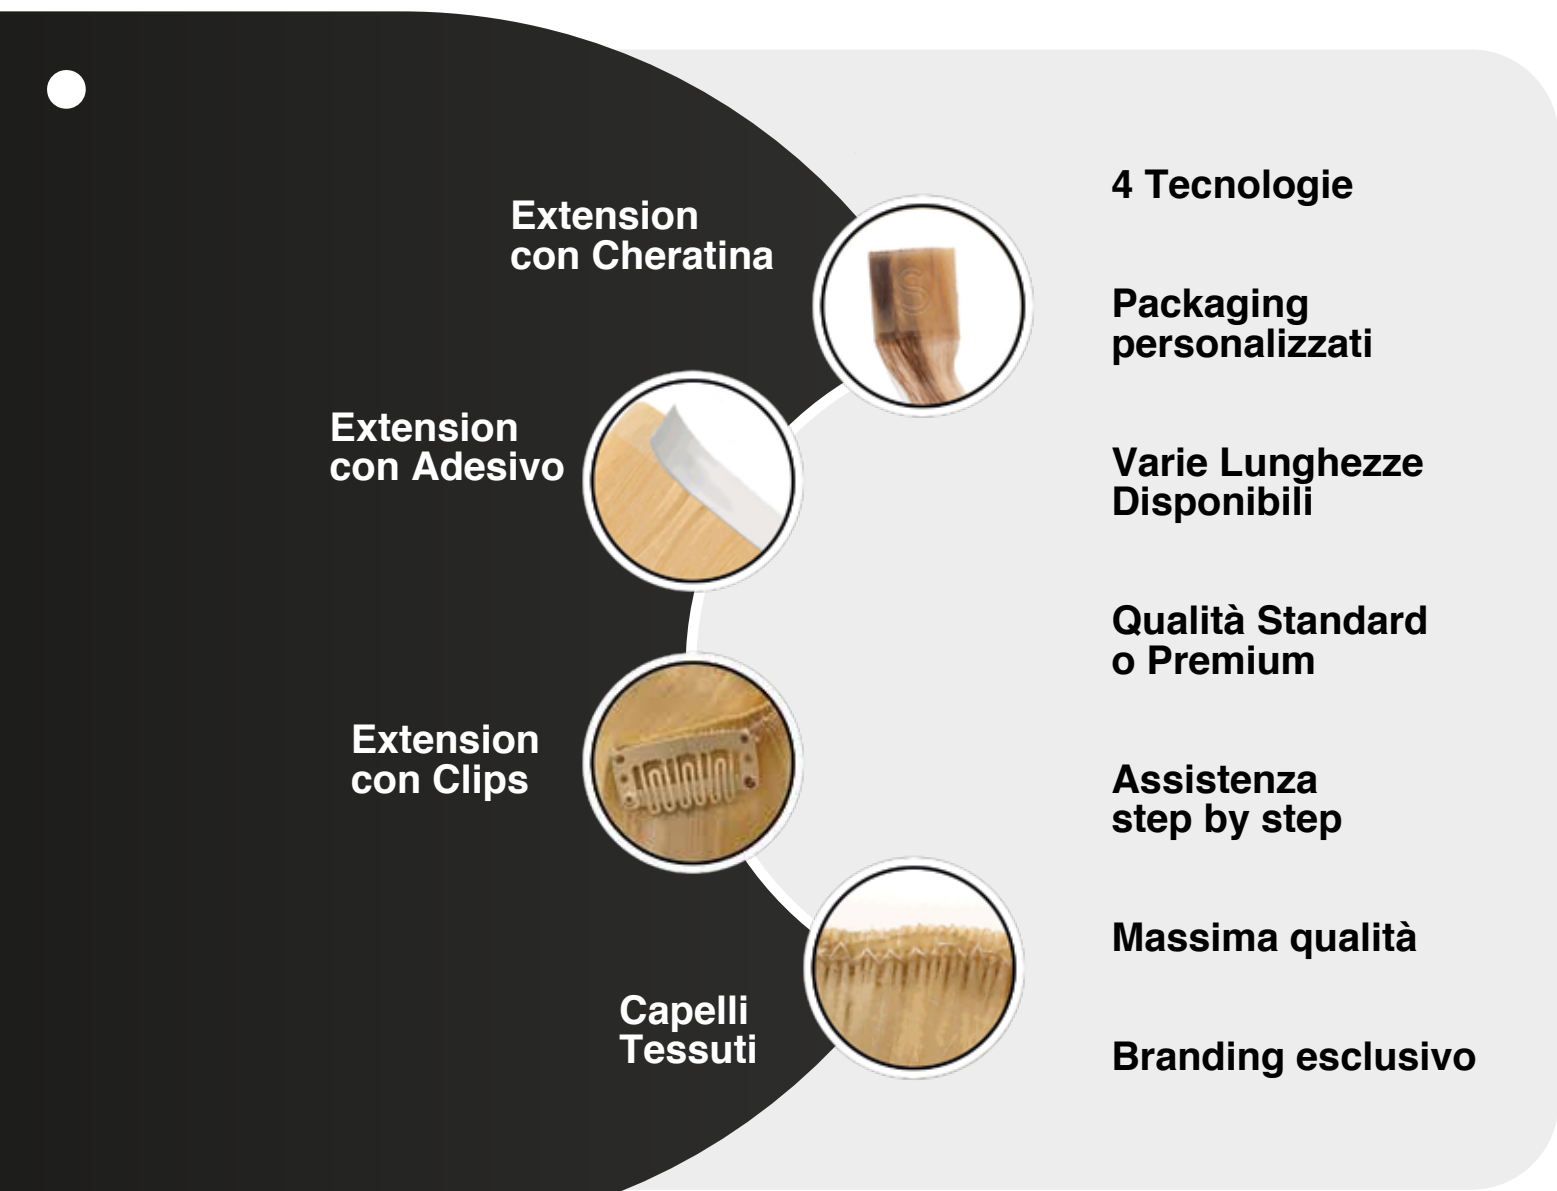 Extension
con Cheratina
Extension
con Adesivo
Extension
con Clips
Capelli
Tessuti
4 Tecnologie
Packaging
personalizzati
Varie Lunghezze
Disponibili
Qualità Standard
o Premium
Assistenza
step by step
Massima qualità
Branding esclusivo
S